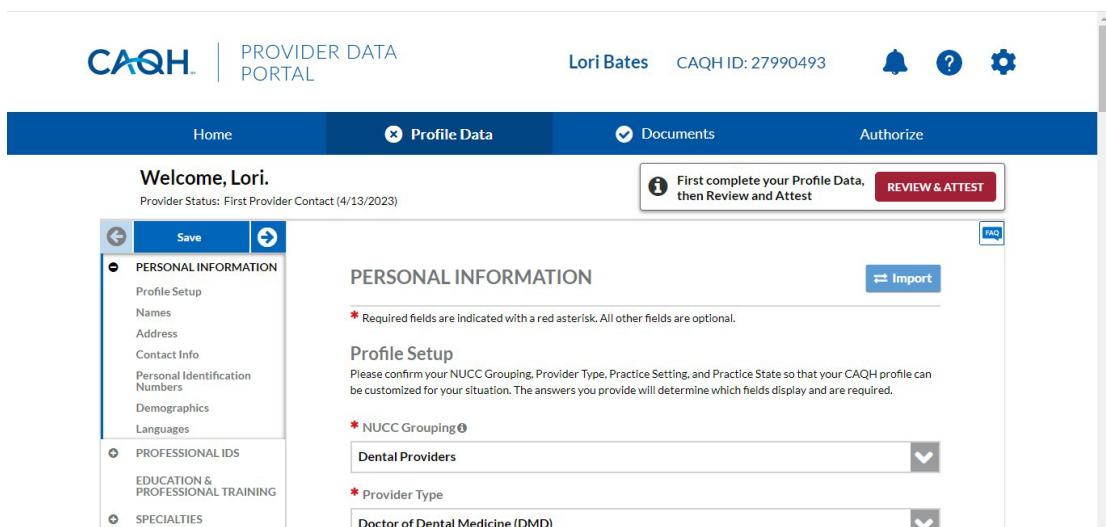 CAQH. PROVIDER DATA
PORTAL
Lori Bates CAQH ID: 27990493 ?
Home Profile Data Documents Authorize
Welcome, Lori.
Provider Status: First Provider Contact (4/13/2023)
First complete your Profile Data,
then Review and Attest
REVIEW & ATTEST
Save
FAQ
PERSONAL INFORMATION
Profile Setup
Names
Address
Contact Info
Personal Identification
Numbers
Demographics
Languages
PROFESSIONAL IDS
EDUCATION &
PROFESSIONAL TRAINING
SPECIALTIES
PERSONAL INFORMATION
Import
* Required fields are indicated with a red asterisk. All other fields are optional.
Profile Setup
Please confirm your NUCC Grouping, Provider Type, Practice Setting, and Practice State so that your CAQH profile can
be customized for your situation. The answers you provide will determine which fields display and are required.
* NUCC Grouping
Dental Providers
* Provider Type
Doctor of Dental Medicine (DMD)